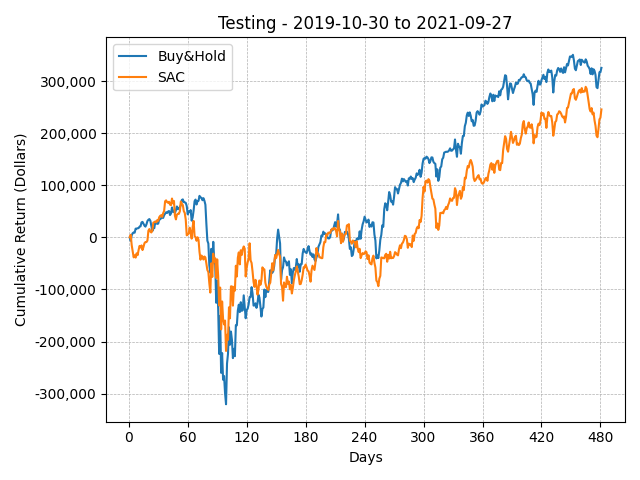 Testing - 2019-10-30 to 2021-09-27
Buy&Hold
SAC
Cumulative Return (Dollars)
300,000
200,000
100,000
0
-100,000
-200,000
-300,000
0 60 120 180 240 300 360 420 480
Days